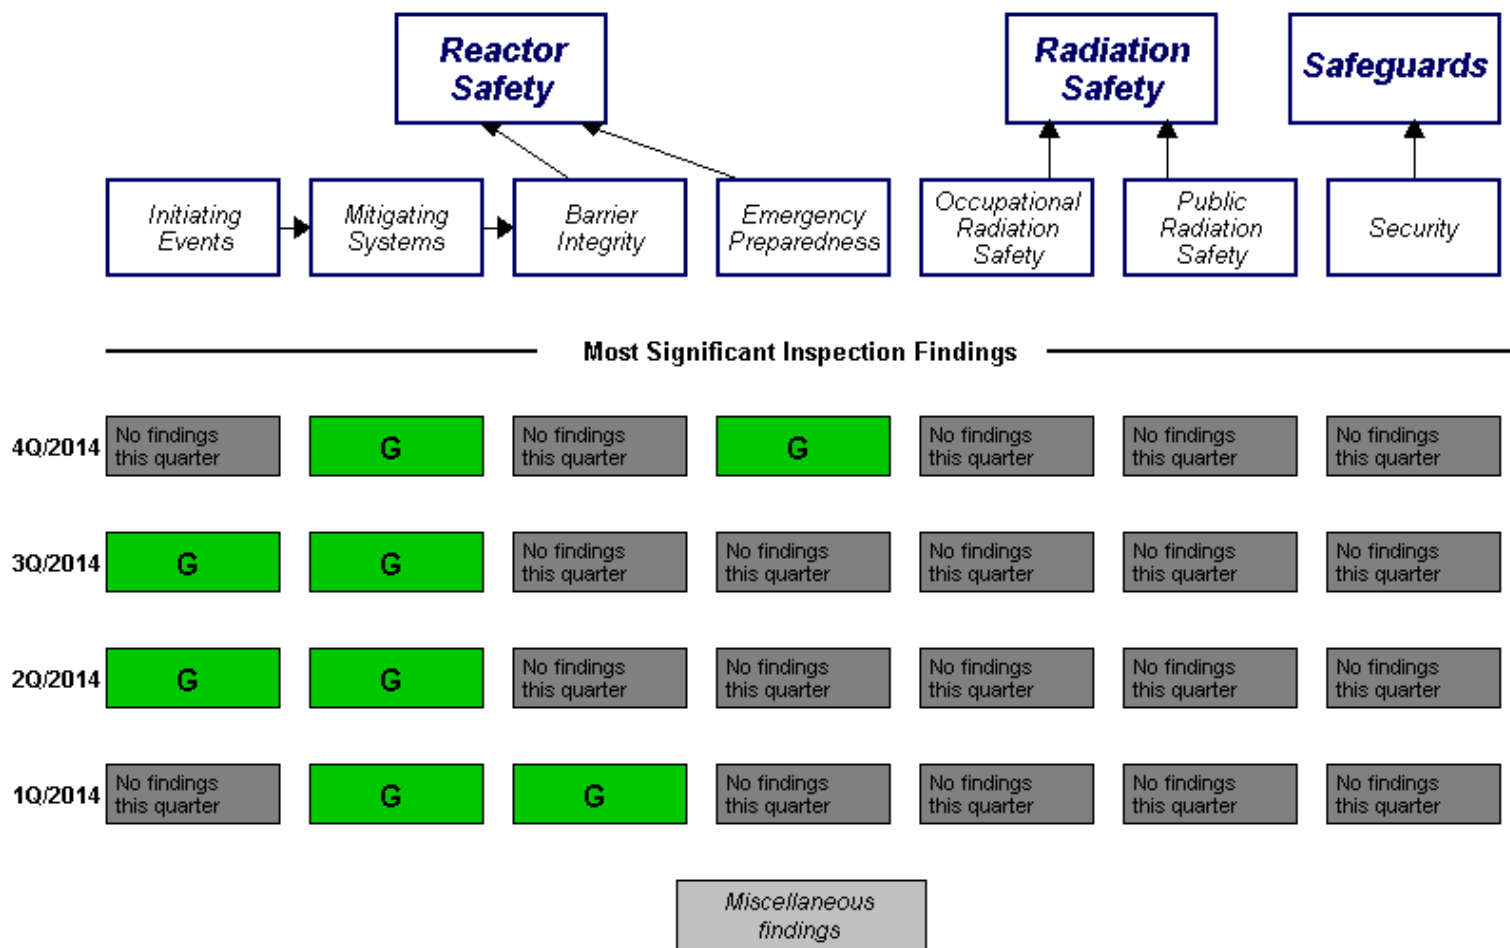 Reactor
Safety
Radiation
Safety
Safeguards
Initiating
Events
Mitigating
Systems
Barrier
Integrity
Emergency
Preparedness
Occupational
Radiation
Safety
Public
Radiation
Safety
Security
Most Significant Inspection Findings
4Q/2014
No findings
this quarter
G
No findings
this quarter
G
No findings
this quarter
No findings
this quarter
No findings
this quarter
3Q/2014
G
G
No findings
this quarter
No findings
this quarter
No findings
this quarter
No findings
this quarter
No findings
this quarter
2Q/2014
G
G
No findings
this quarter
No findings
this quarter
No findings
this quarter
No findings
this quarter
No findings
this quarter
1Q/2014
No findings
this quarter
G
G
No findings
this quarter
No findings
this quarter
No findings
this quarter
No findings
this quarter
Miscellaneous
findings